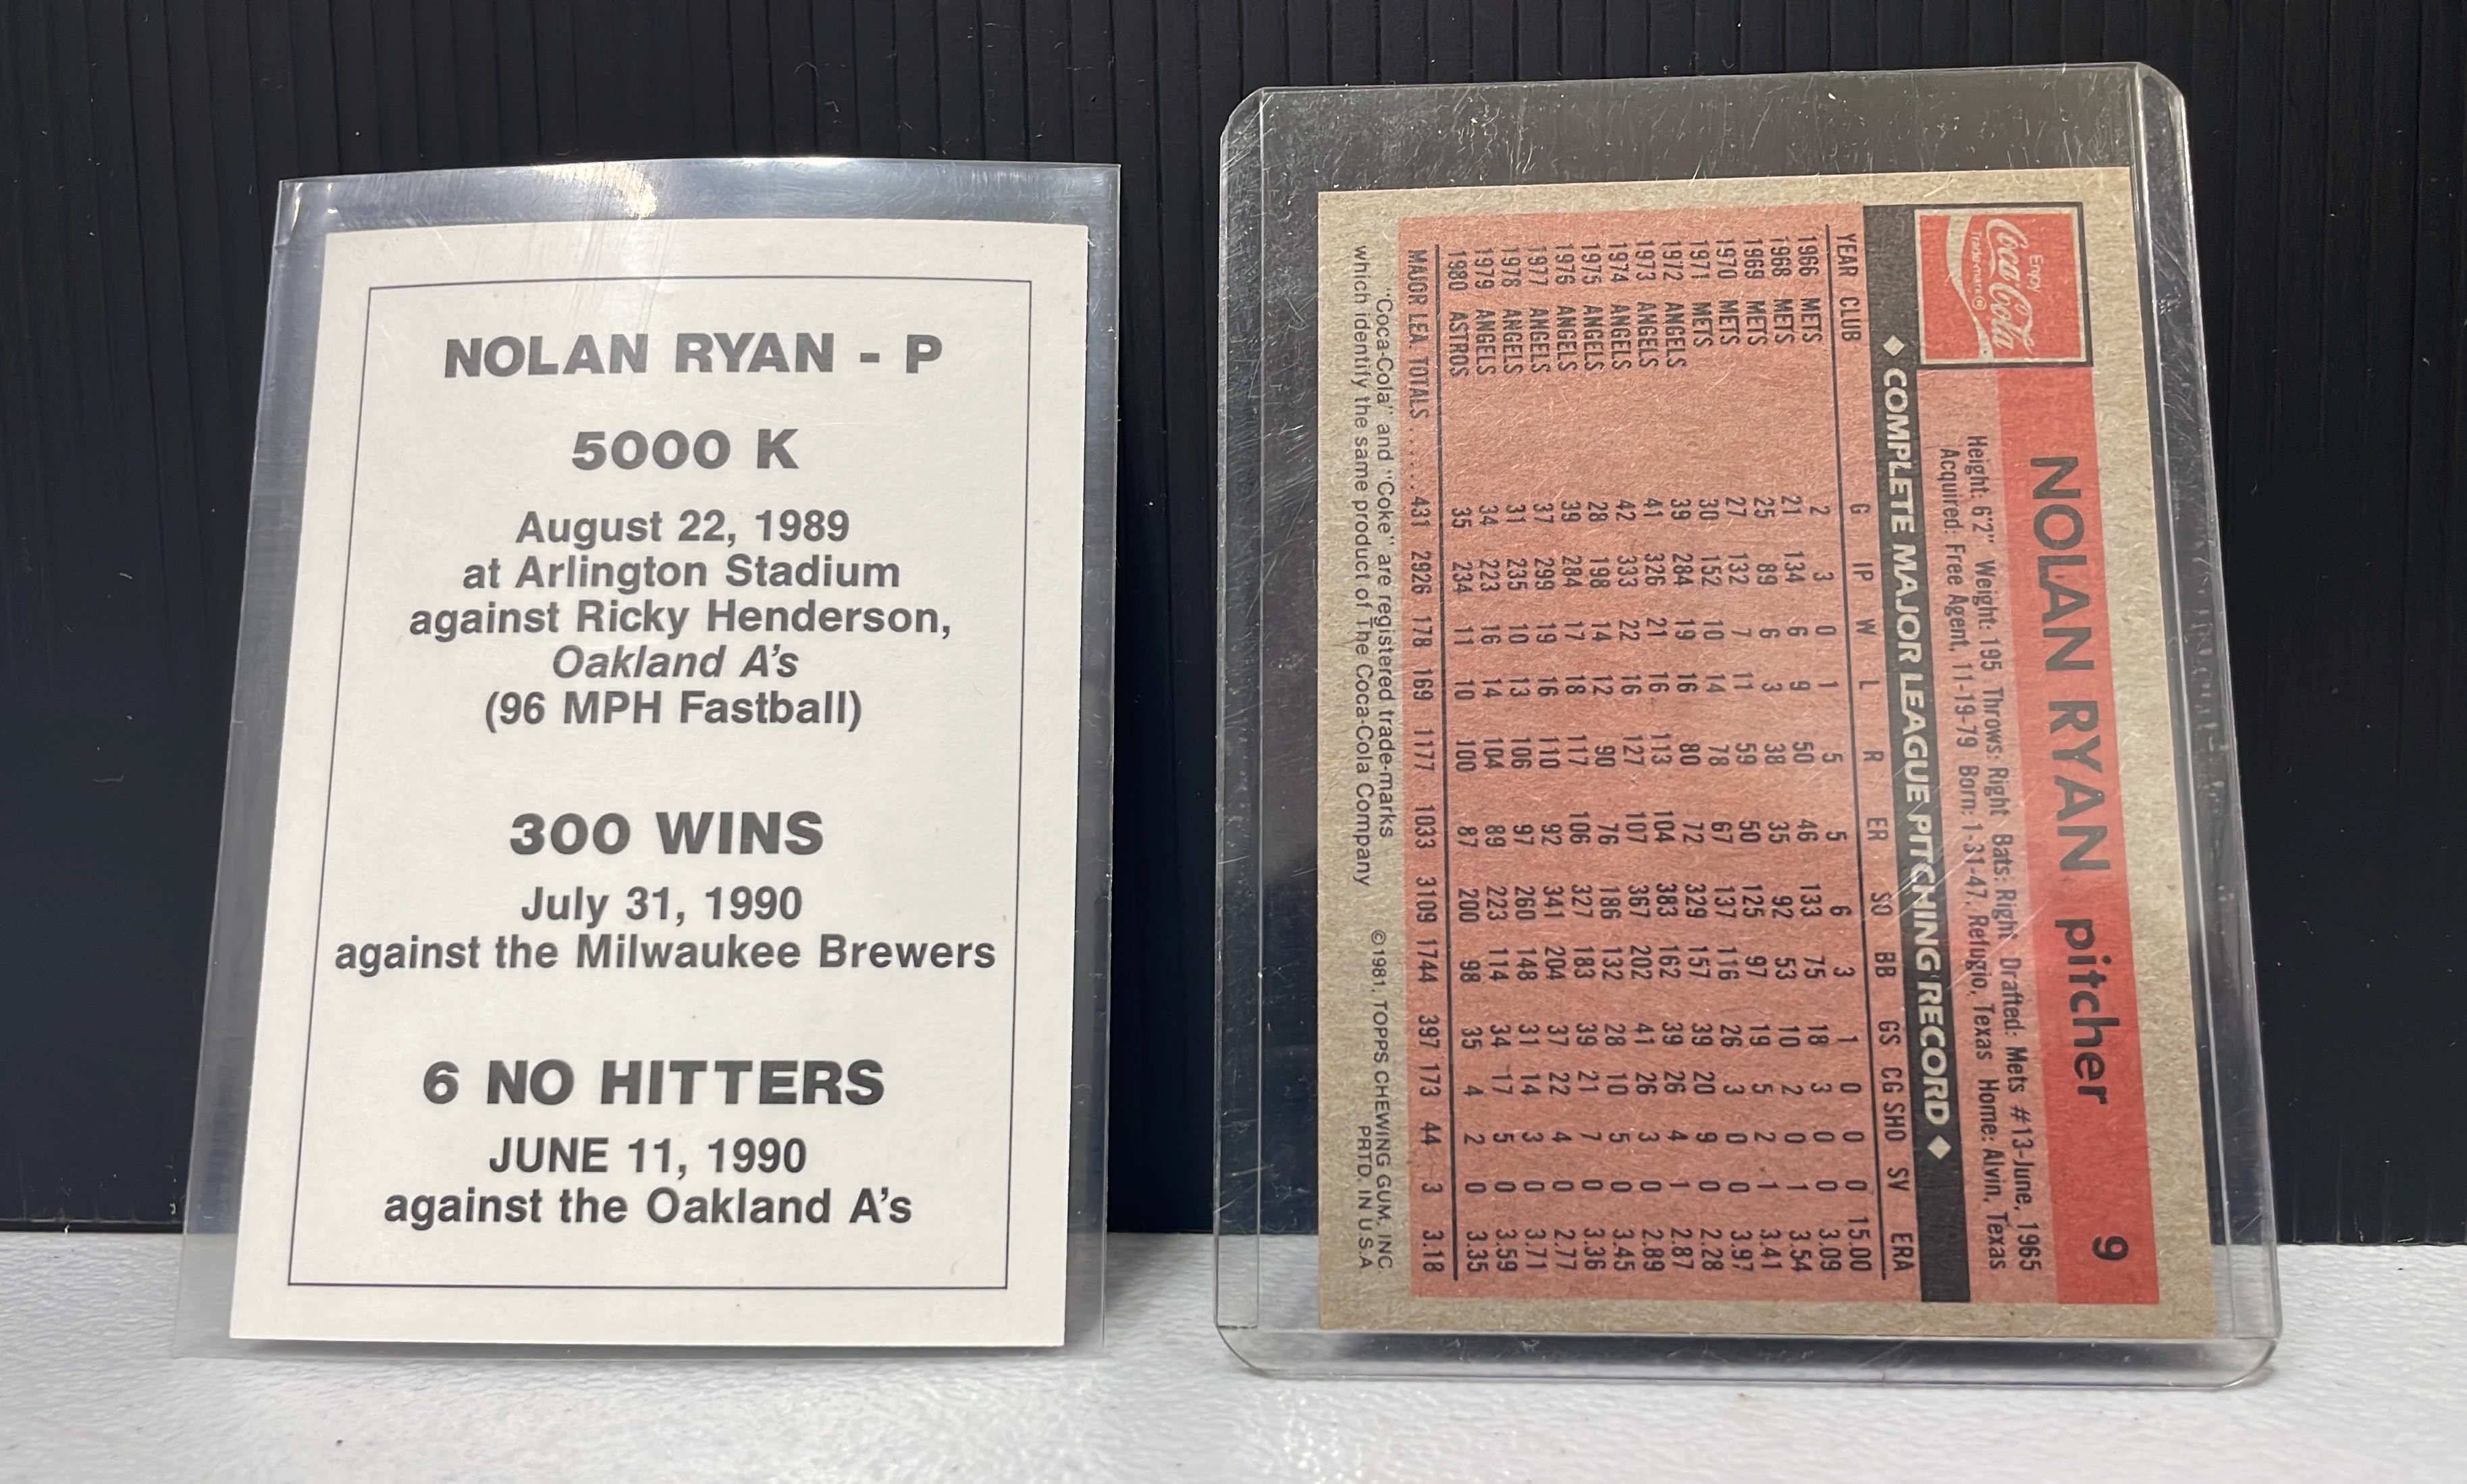 NOLAN RYAN - P
5000 K
August 22, 1989
at Arlington Stadium
against Ricky Henderson,
Oakland A's
(96 MPH Fastball)
300 WINS
July 31, 1990
against the Milwaukee Brewers
6 NO HITTERS
JUNE 11, 1990
against the Oakland A's
Enjoy
Coca-Cola
Trade-mark ®
NOLAN RYAN pitcher 9
Height: 6'2" Weight: 195 Throws: Right Bats: Right Drafted: Mets #13-June, 1965
Acquired: Free Agent, 11-19-79 Born: 1-31-47, Refugio, Texas Home: Alvin, Texas
◆ COMPLETE MAJOR LEAGUE PITCHING RECORD ◆
YEAR CLUB G IP W L R ER SO BB GS CG SHO SV ERA
1966 METS 2 3 0 1 5 5 6 3 1 0 0 0 15.00
1968 METS 21 134 6 9 50 46 133 75 18 3 0 0 3.09
1969 METS 25 89 6 3 38 35 92 53 10 2 0 1 3.54
1970 METS 27 132 7 11 59 50 125 97 19 5 2 1 3.41
1971 METS 30 152 10 14 78 67 137 116 26 3 0 0 3.97
1972 ANGELS 39 284 19 16 80 72 329 157 39 20 9 0 2.28
1973 ANGELS 41 326 21 16 113 104 383 162 39 26 4 1 2.87
1974 ANGELS 42 333 22 16 127 107 367 202 41 26 3 0 2.89
1975 ANGELS 28 198 14 12 90 76 186 132 28 10 5 0 3.45
1976 ANGELS 39 284 17 18 117 106 327 183 39 21 7 0 3.36
1977 ANGELS 37 299 19 16 110 92 341 204 37 22 4 0 2.77
1978 ANGELS 31 235 10 13 106 97 260 148 31 14 3 0 3.71
1979 ANGELS 34 223 16 14 104 89 223 114 34 17 5 0 3.59
1980 ASTROS 35 234 11 10 100 87 200 98 35 4 2 0 3.35
MAJOR LEA. TOTALS ..... 431 2926 178 169 1177 1033 3109 1744 397 173 44 3 3.18
"Coca-Cola" and "Coke" are registered trade-marks ©1981, TOPPS CHEWING GUM, INC.
which identify the same product of The Coca-Cola Company PRTD. IN U.S.A.